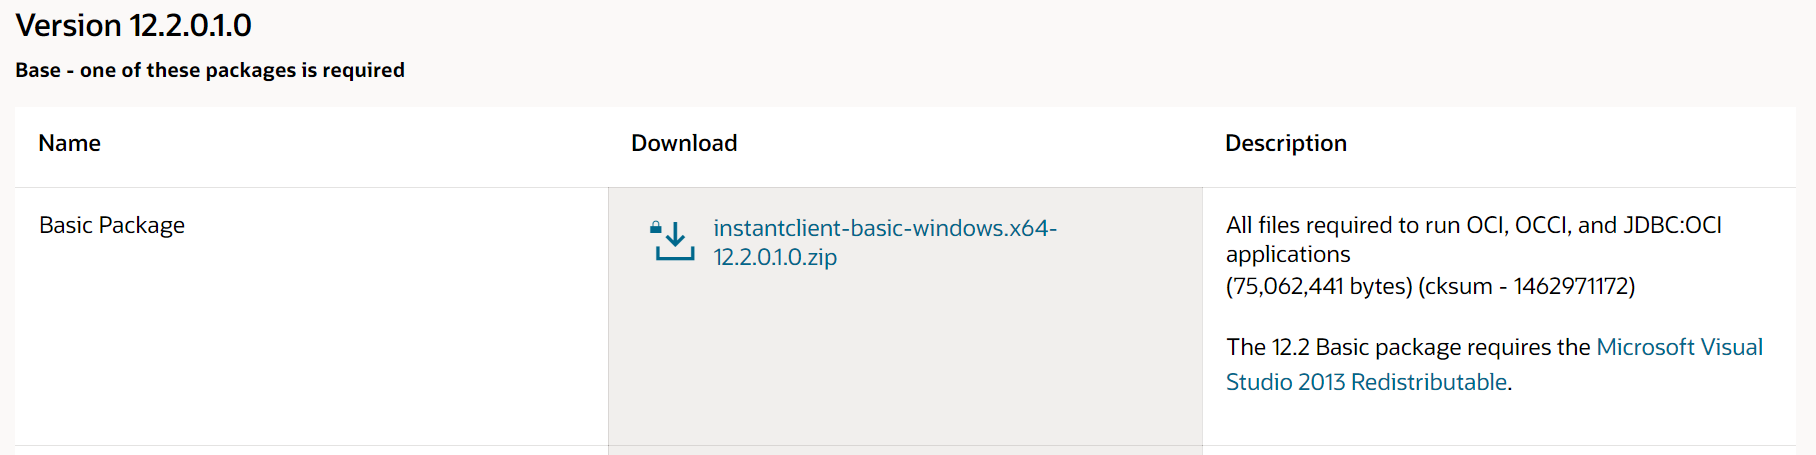 Version 12.2.0.1.0
Base - one of these packages is required
Name
Download
Description
Basic Package
instantclient-basic-windows.x64-
12.2.0.1.0.zip
All files required to run OCI, OCCI, and JDBC:OCI
applications
(75,062,441 bytes) (cksum - 1462971172)
The 12.2 Basic package requires the Microsoft Visual
Studio 2013 Redistributable.